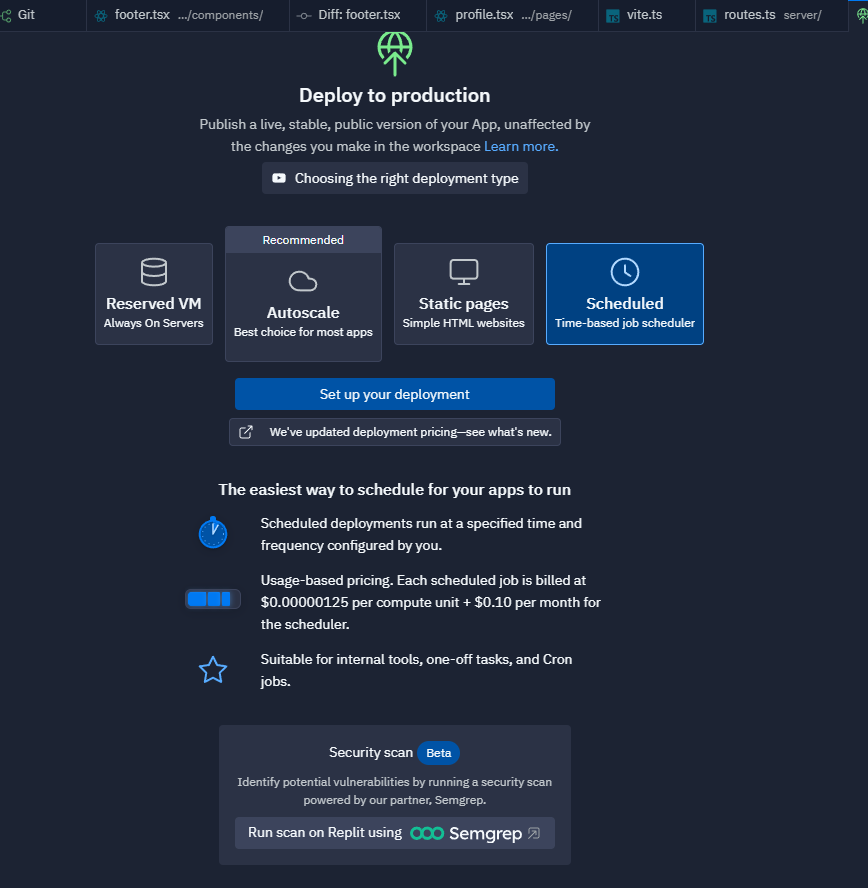 Git
footer.tsx .../components/
Diff: footer.tsx
profile.tsx .../pages/
TS vite.ts
TS routes.ts server/
Deploy to production
Publish a live, stable, public version of your App, unaffected by
the changes you make in the workspace Learn more.
Choosing the right deployment type
Reserved VM
Always On Servers
Recommended
Autoscale
Best choice for most apps
Static pages
Simple HTML websites
Scheduled
Time-based job scheduler
Set up your deployment
We've updated deployment pricing—see what's new.
The easiest way to schedule for your apps to run
Scheduled deployments run at a specified time and
frequency configured by you.
Usage-based pricing. Each scheduled job is billed at
$0.00000125 per compute unit + $0.10 per month for
the scheduler.
Suitable for internal tools, one-off tasks, and Cron
jobs.
Security scan Beta
Identify potential vulnerabilities by running a security scan
powered by our partner, Semgrep.
Run scan on Replit using Semgrep